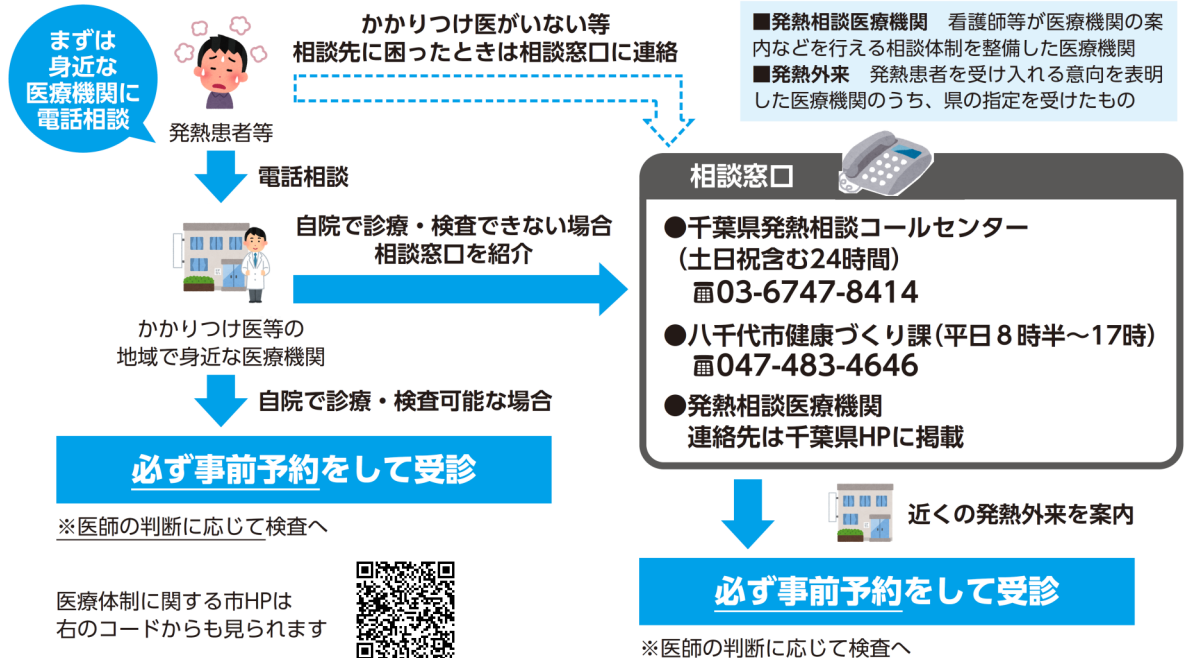 まずは
身近な
医療機関に
電話相談
発熱患者等
かかりつけ医がいない等
相談先に困ったときは相談窓口に連絡
■発熱相談医療機関　看護師等が医療機関の案
内などを行える相談体制を整備した医療機関
■発熱外来　発熱患者を受け入れる意向を表明
した医療機関のうち、県の指定を受けたもの
電話相談
自院で診療・検査できない場合
相談窓口を紹介
かかりつけ医等の
地域で身近な医療機関
自院で診療・検査可能な場合
必ず事前予約をして受診
※医師の判断に応じて検査へ
医療体制に関する市HPは
右のコードからも見られます
相談窓口
●千葉県発熱相談コールセンター
（土日祝含む24時間）
03-6747-8414
●八千代市健康づくり課（平日８時半〜17時）
047-483-4646
●発熱相談医療機関
連絡先は千葉県HPに掲載
近くの発熱外来を案内
必ず事前予約をして受診
※医師の判断に応じて検査へ